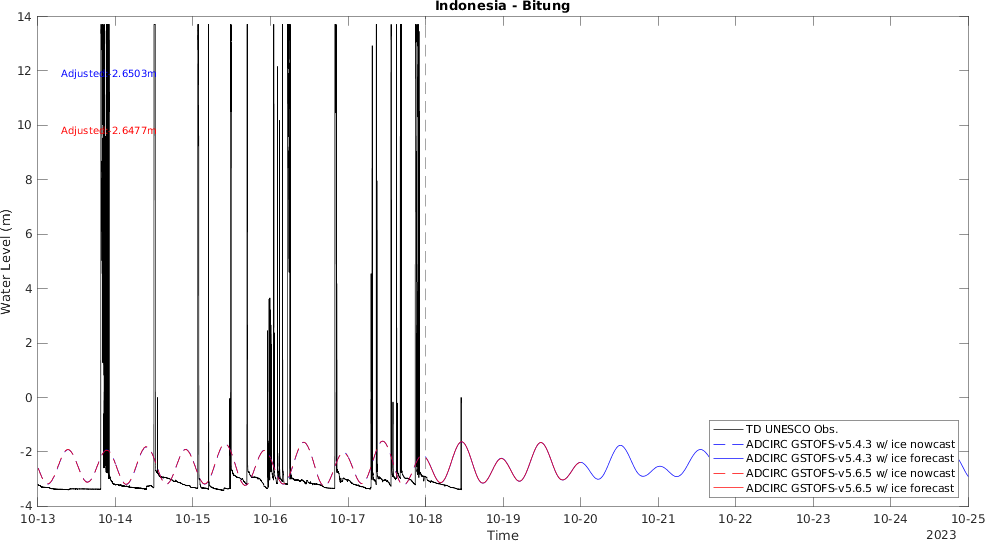 Indonesia - Bitung
14
12
10
8
6
4
2
0
-2
-4
Water Level (m)
Adjusted -2.6503m
Adjusted -2.6477m
TD UNESCO Obs.
ADCIRC GSTOFS-v5.4.3 w/ ice nowcast
ADCIRC GSTOFS-v5.4.3 w/ ice forecast
ADCIRC GSTOFS-v5.6.5 w/ ice nowcast
ADCIRC GSTOFS-v5.6.5 w/ ice forecast
10-13 10-14 10-15 10-16 10-17 10-18 10-19 10-20 10-21 10-22 10-23 10-24 10-25
Time
2023